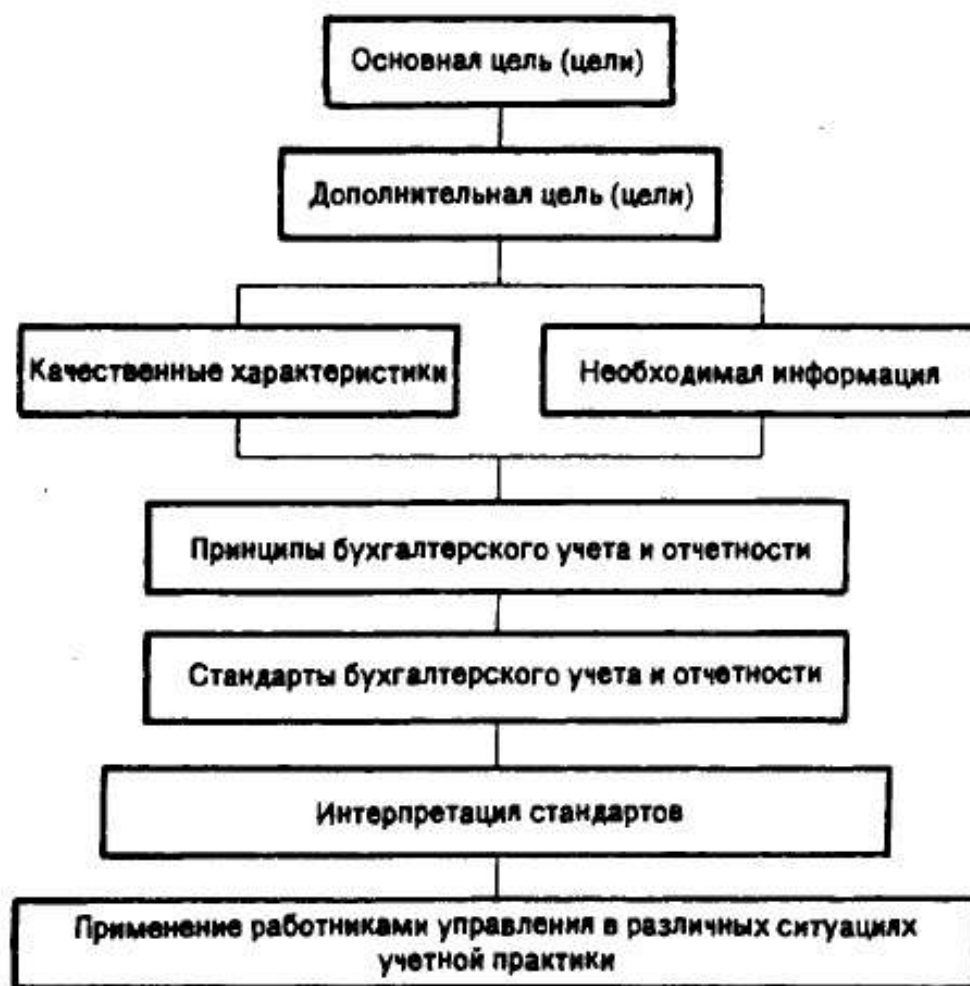 Основная цель (цели)
Дополнительная цель (цели)
Качественные характеристики
Необходимая информация
Принципы бухгалтерского учета и отчетности
Стандарты бухгалтерского учета и отчетности
Интерпретация стандартов
Применение работниками управления в различных ситуациях
учетной практики